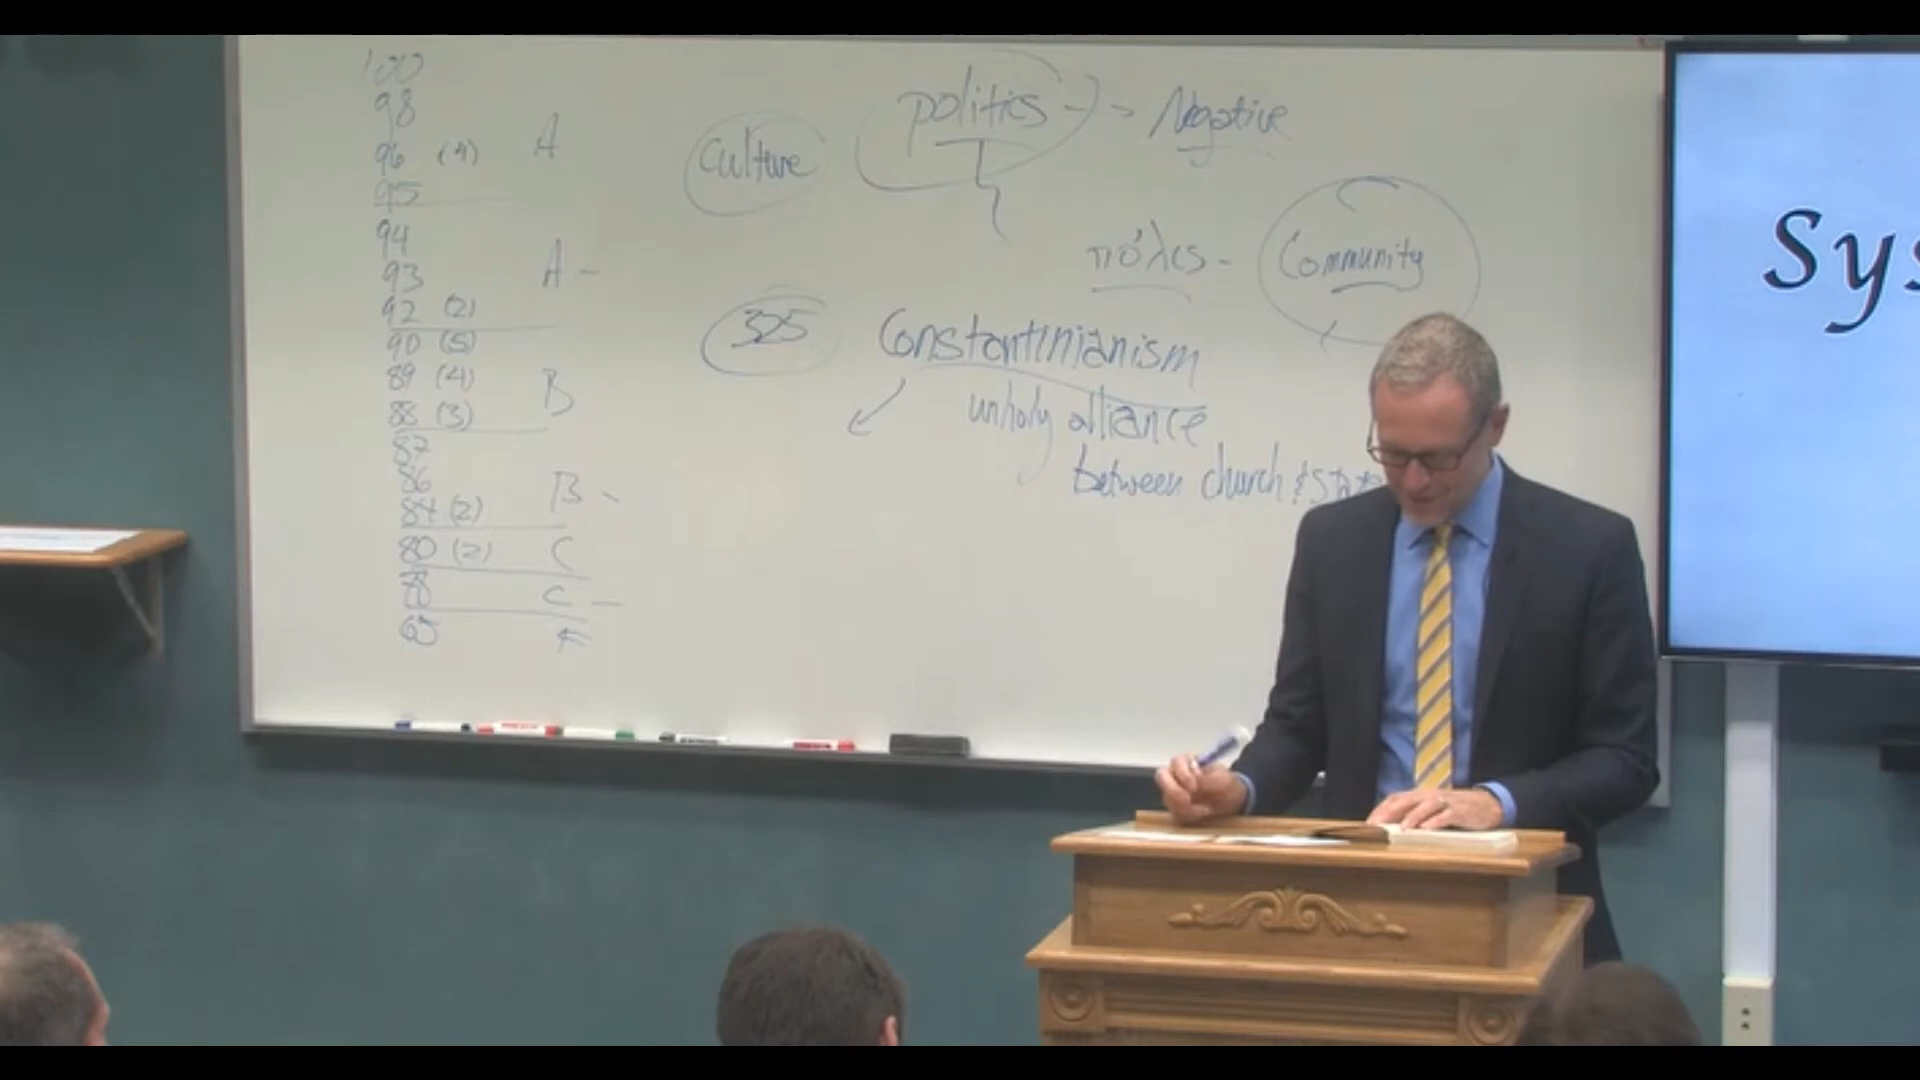 100
98
96 (4) A
95
94
93 A -
92 (2)
90 (5)
89 (4) B
88 (3)
87
86
84 (2) B -
80 (2) C
78 C -
65 F
politics - Negative
Culture
πόλις - Community
325 Constantinianism
unholy alliance
between church & State
Sys